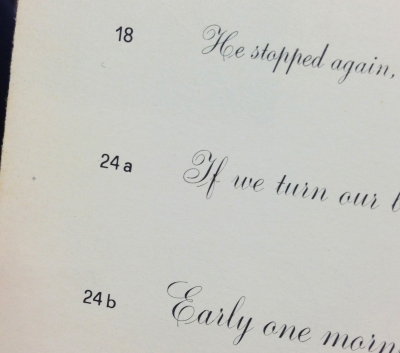 18 He stopped again,
24 a If we turn our
24 b Early one